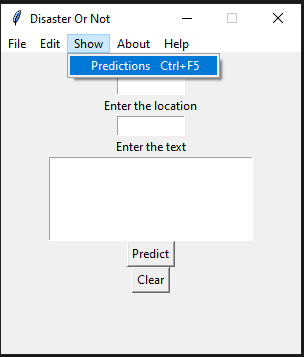 Disaster Or Not
File Edit Show About Help
Predictions Ctrl+F5
Enter the location
Enter the text
Predict
Clear